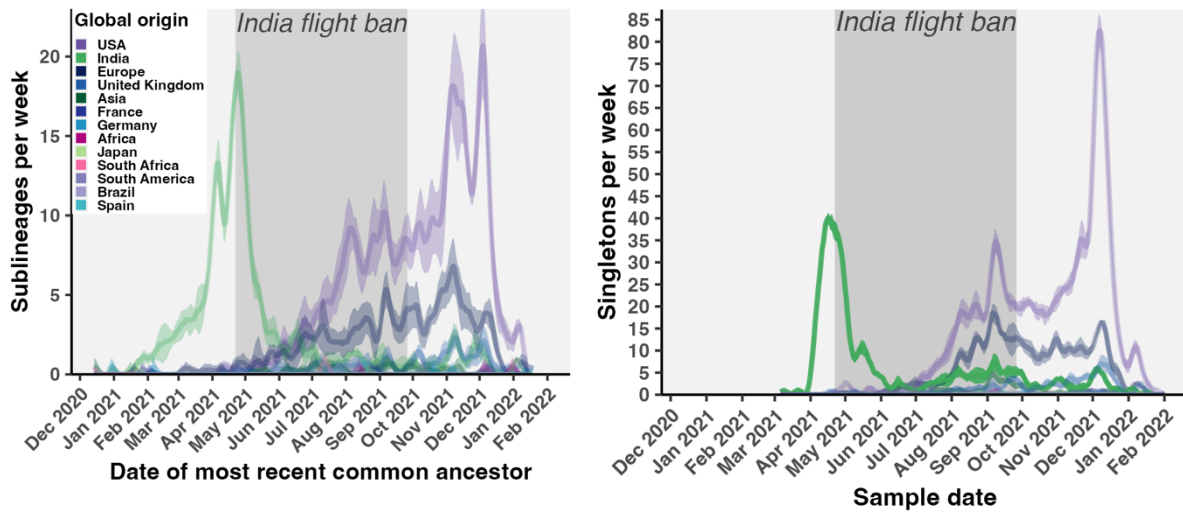 Global origin
USA
India
Europe
United Kingdom
Asia
France
Germany
Africa
Japan
South Africa
South America
Brazil
Spain
India flight ban
Sublineages per week
20
15
10
5
0
Dec 2020
Jan 2021
Feb 2021
Mar 2021
Apr 2021
May 2021
Jun 2021
Jul 2021
Aug 2021
Sep 2021
Oct 2021
Nov 2021
Dec 2021
Jan 2022
Feb 2022
Date of most recent common ancestor
India flight ban
Singletons per week
85
80
75
70
65
60
55
50
45
40
35
30
25
20
15
10
5
0
Dec 2020
Jan 2021
Feb 2021
Mar 2021
Apr 2021
May 2021
Jun 2021
Jul 2021
Aug 2021
Sep 2021
Oct 2021
Nov 2021
Dec 2021
Jan 2022
Feb 2022
Sample date